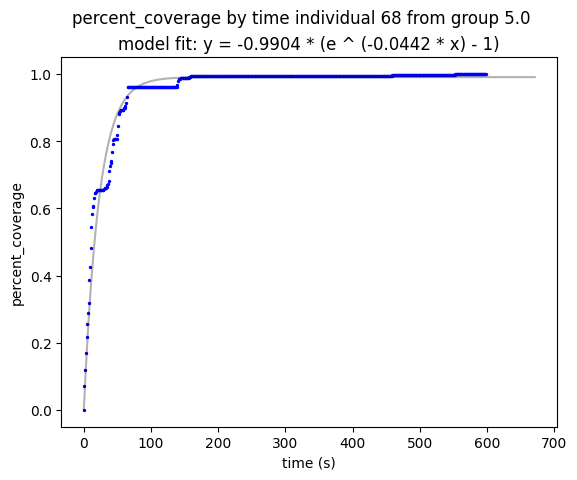 percent_coverage by time individual 68 from group 5.0
model fit: y = -0.9904 * (e ^ (-0.0442 * x) - 1)
1.0
0.8
0.6
0.4
0.2
0.0
percent_coverage
0 100 200 300 400 500 600 700
time (s)